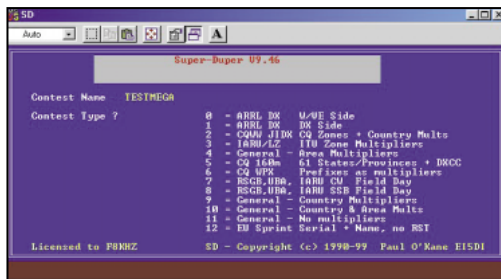 SD
Auto
A
Super-Duper V9.46
Contest Name TESTMEGA
Contest Type ?
0 - ARRL DX W/VE Side
1 - ARRL DX DX Side
2 - CQWW JIDX CQ Zones + Country Mults
3 - IARU/LZ ITU Zone Multipliers
4 - General - Area Multipliers
5 - CQ 160m 61 States/Provinces + DXCC
6 - CQ WPX Prefixes as multipliers
7 - RSGB,UBA, IARU CW Field Day
8 - RSGB,UBA, IARU SSB Field Day
9 - General - Country Multipliers
10 - General - Country & Area Mults
11 - General - No multipliers
12 - EU Sprint Serial + Name, no RST
Licensed to F8KHZ SD - Copyright (c) 1990-99 Paul O'Kane EI5DI